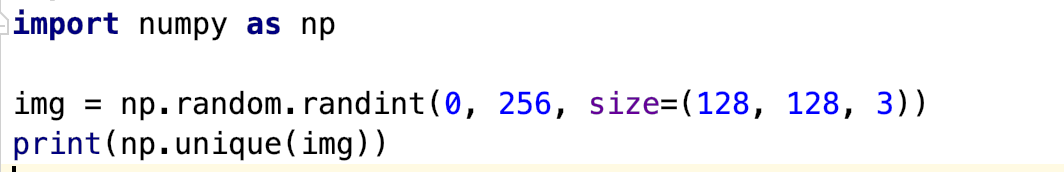 import numpy as np
img = np.random.randint(0, 256, size=(128, 128, 3))
print(np.unique(img))